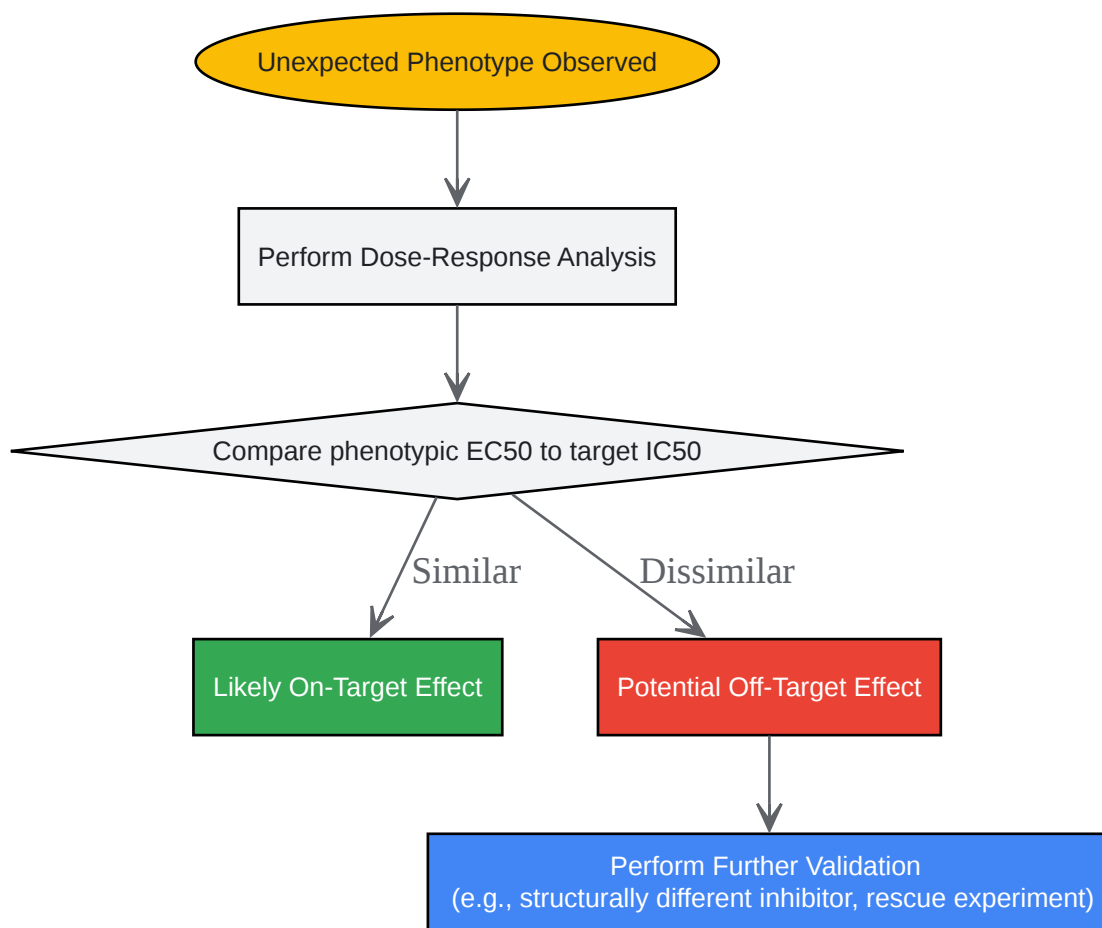 Unexpected Phenotype Observed
Perform Dose-Response Analysis
Compare phenotypic EC50 to target IC50
Similar
Dissimilar
Likely On-Target Effect
Potential Off-Target Effect
Perform Further Validation
(e.g., structurally different inhibitor, rescue experiment)